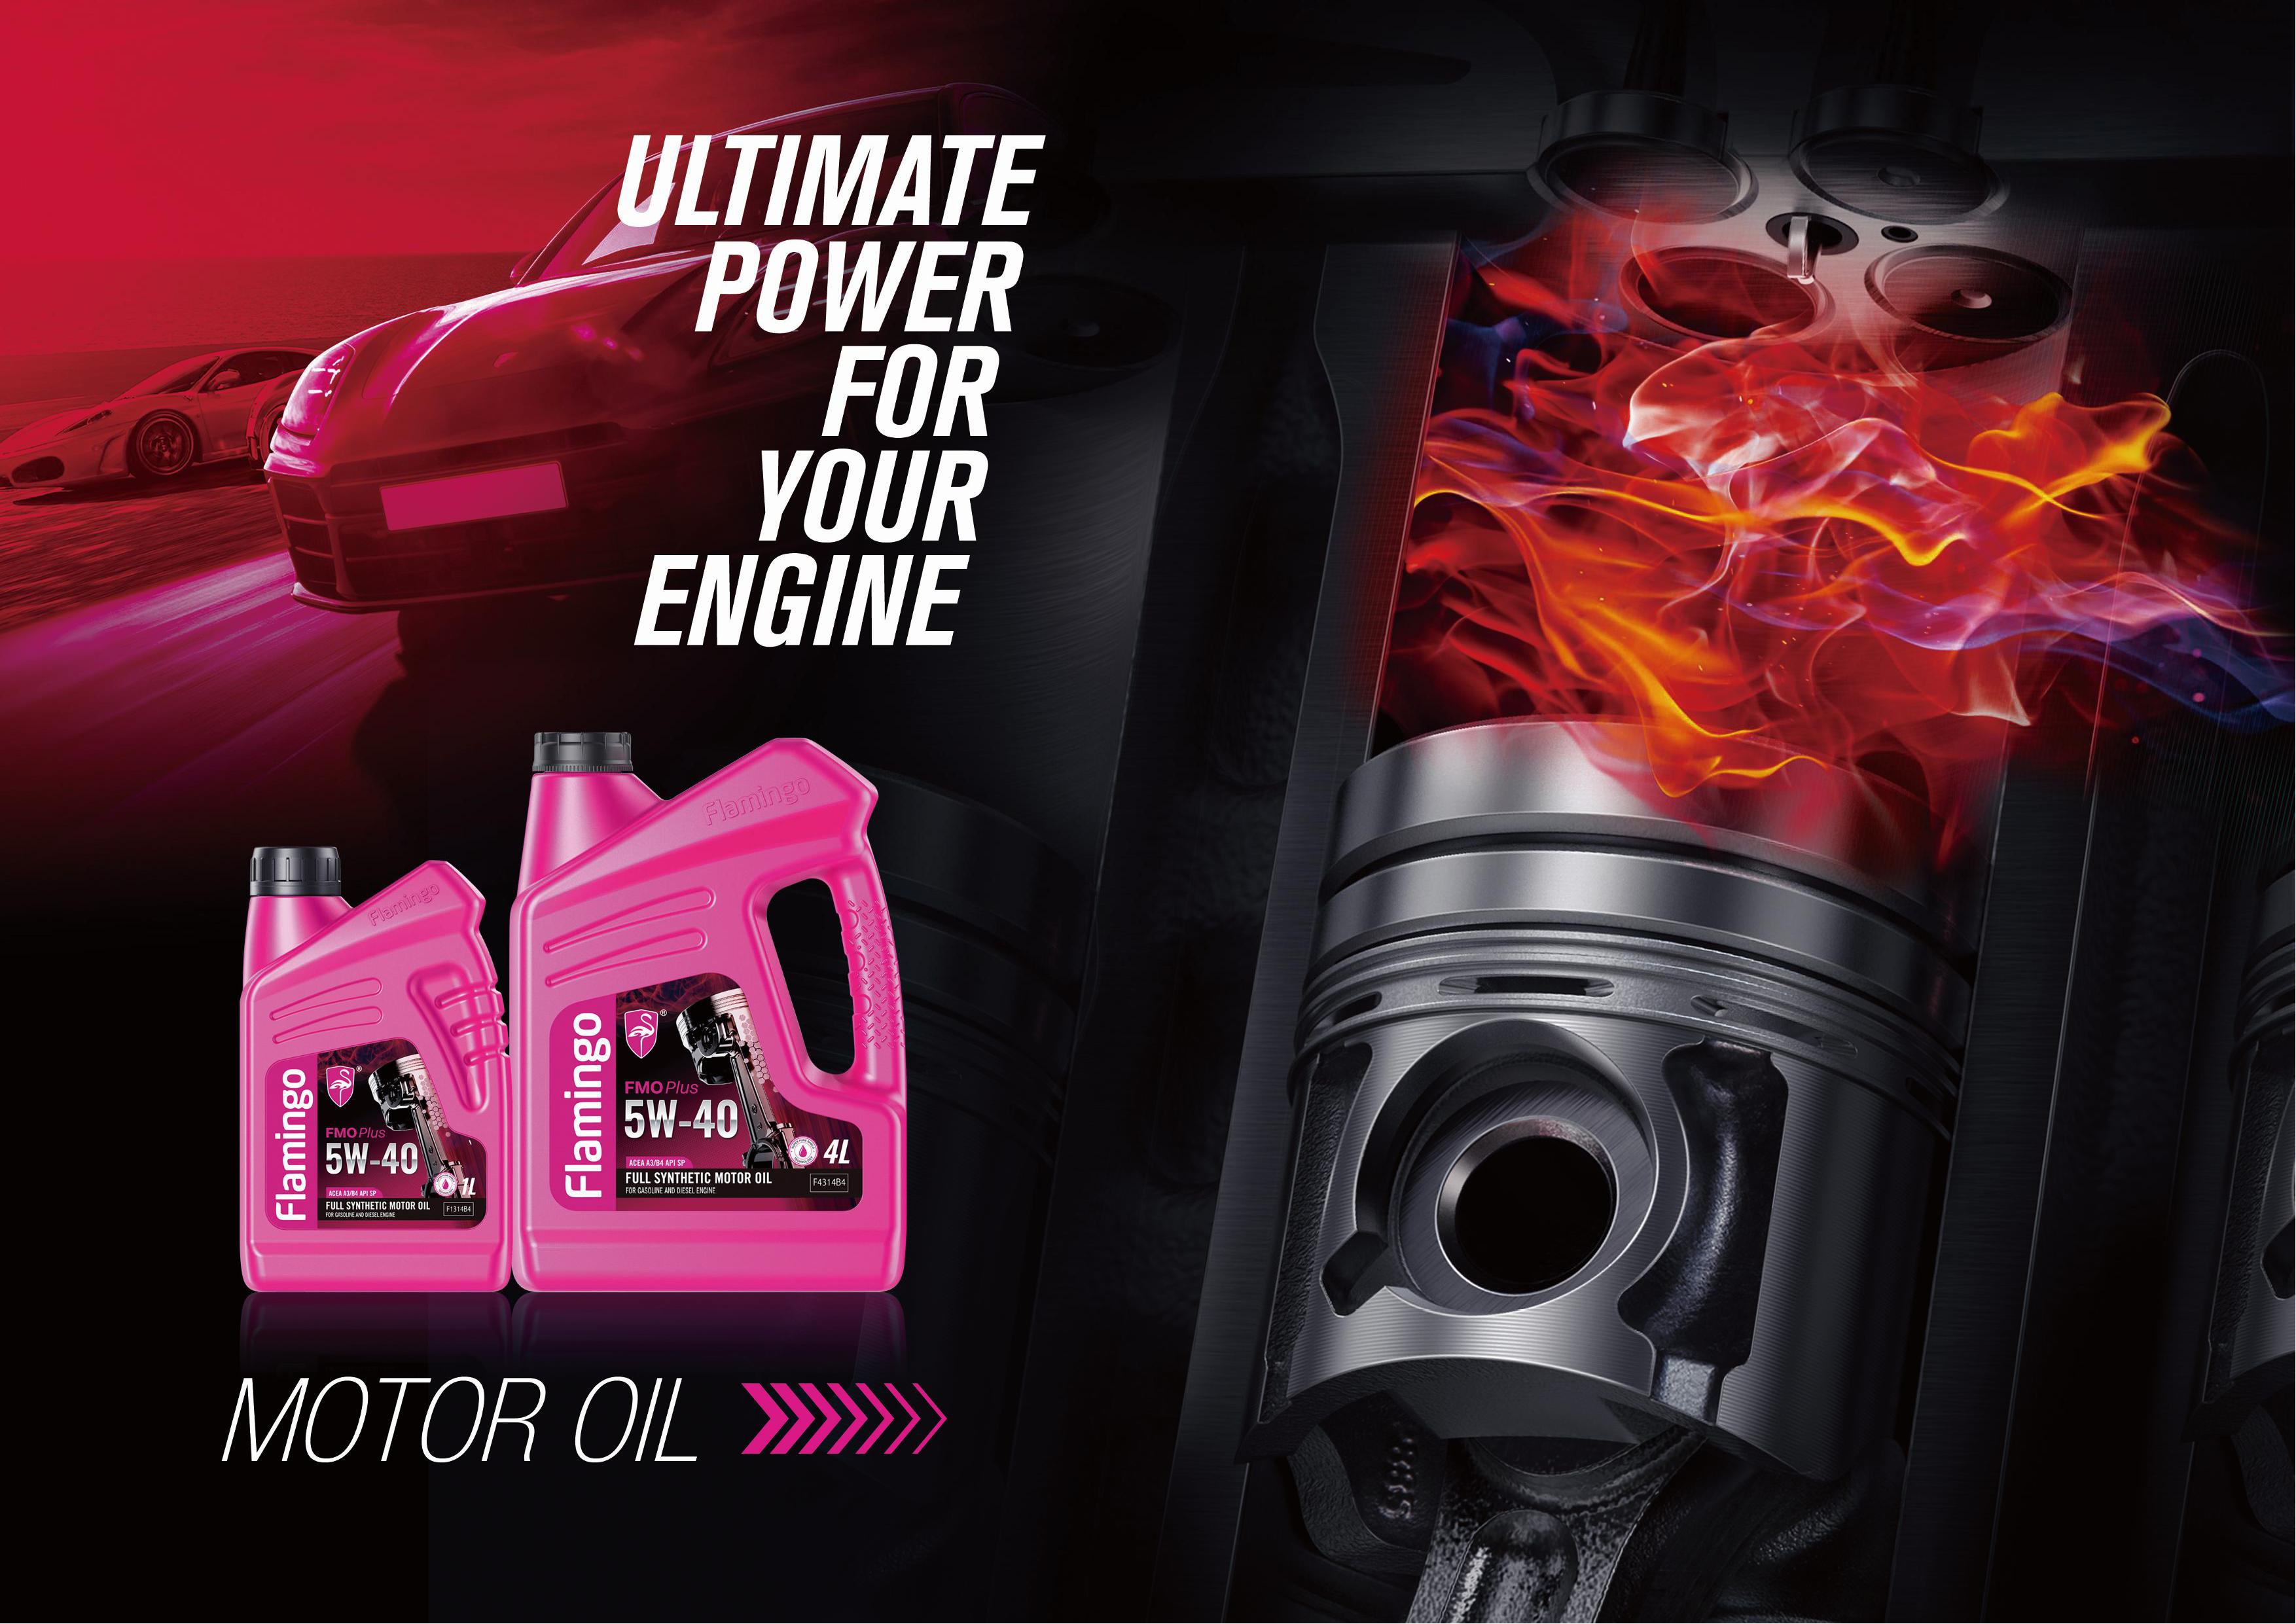 ULTIMATE
POWER
FOR
YOUR
ENGINE
Flamingo
Flamingo
®
FMO Plus
5W-40
1L
ACEA A3/B4 API SP
FULL SYNTHETIC MOTOR OIL
FOR GASOLINE AND DIESEL ENGINE
F1314B4
Flamingo
Flamingo
®
FMO Plus
5W-40
4L
ACEA A3/B4 API SP
FULL SYNTHETIC MOTOR OIL
FOR GASOLINE AND DIESEL ENGINE
F4314B4
MOTOR OIL